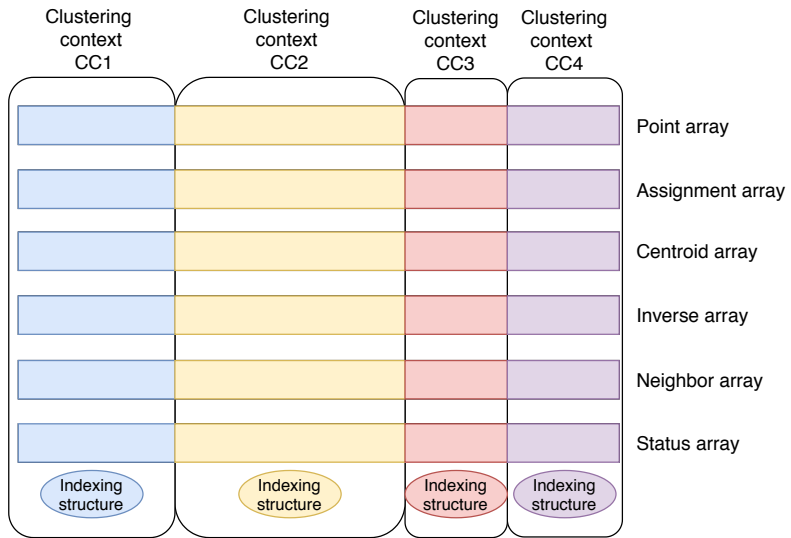 Clustering
context
CC1
Clustering
context
CC2
Clustering
context
CC3
Clustering
context
CC4
Point array
Assignment array
Centroid array
Inverse array
Neighbor array
Status array
Indexing
structure
Indexing
structure
Indexing
structure
Indexing
structure